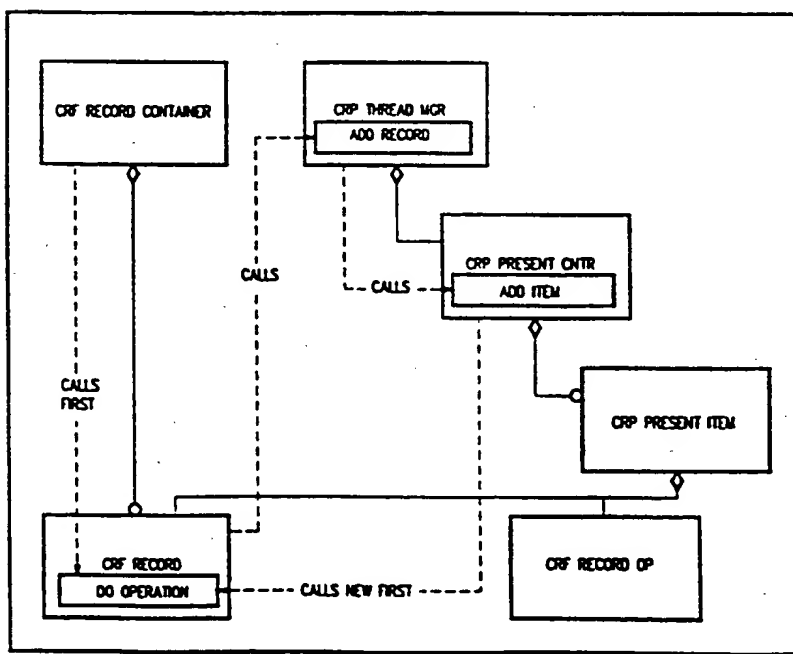 CRF RECORD CONTAINER
CRP THREAD MGR
ADD RECORD
CRP PRESENT CNTR
ADD ITEM
CALLS
CALLS
CALLS
FIRST
CRP PRESENT ITEM
CRF RECORD
DO OPERATION
CALLS NEW FIRST
CRF RECORD OP